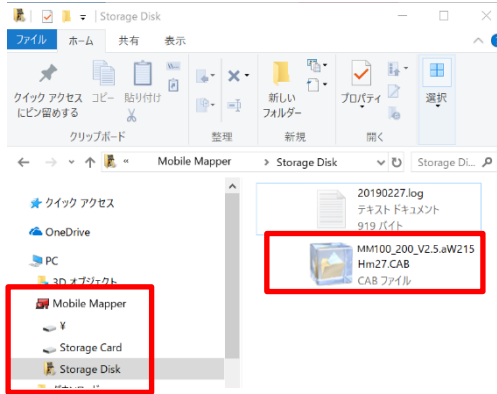 Storage Disk
ファイル ホーム 共有 表示
クイック アクセス
にピン留めする
コピー 貼り付け
新しい
フォルダー
プロパティ
選択
クリップボード 整理 新規 開く
« Mobile Mapper > Storage Disk
Storage Di...
クイック アクセス
OneDrive
PC
3D オブジェクト
Mobile Mapper
¥
Storage Card
Storage Disk
20190227.log
テキスト ドキュメント
919 バイト
MM100_200_V2.5.aW215
Hm27.CAB
CAB ファイル